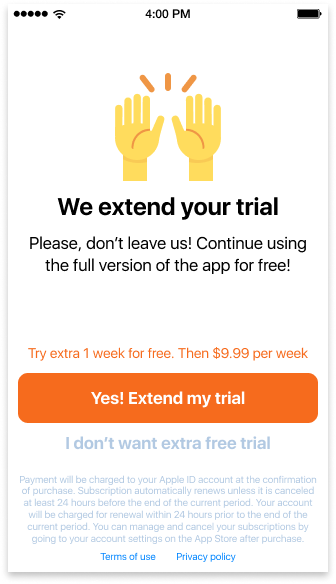 4:00 PM
We extend your trial
Please, don't leave us! Continue using
the full version of the app for free!
Try extra 1 week for free. Then $9.99 per week
Yes! Extend my trial
I don't want extra free trial
Payment will be charged to your Apple ID account at the confirmation
of purchase. Subscription automatically renews unless it is canceled
at least 24 hours before the end of the current period. Your account
will be charged for renewal within 24 hours prior to the end of the
current period. You can manage and cancel your subscriptions by
going to your account settings on the App Store after purchase.
Terms of use Privacy policy